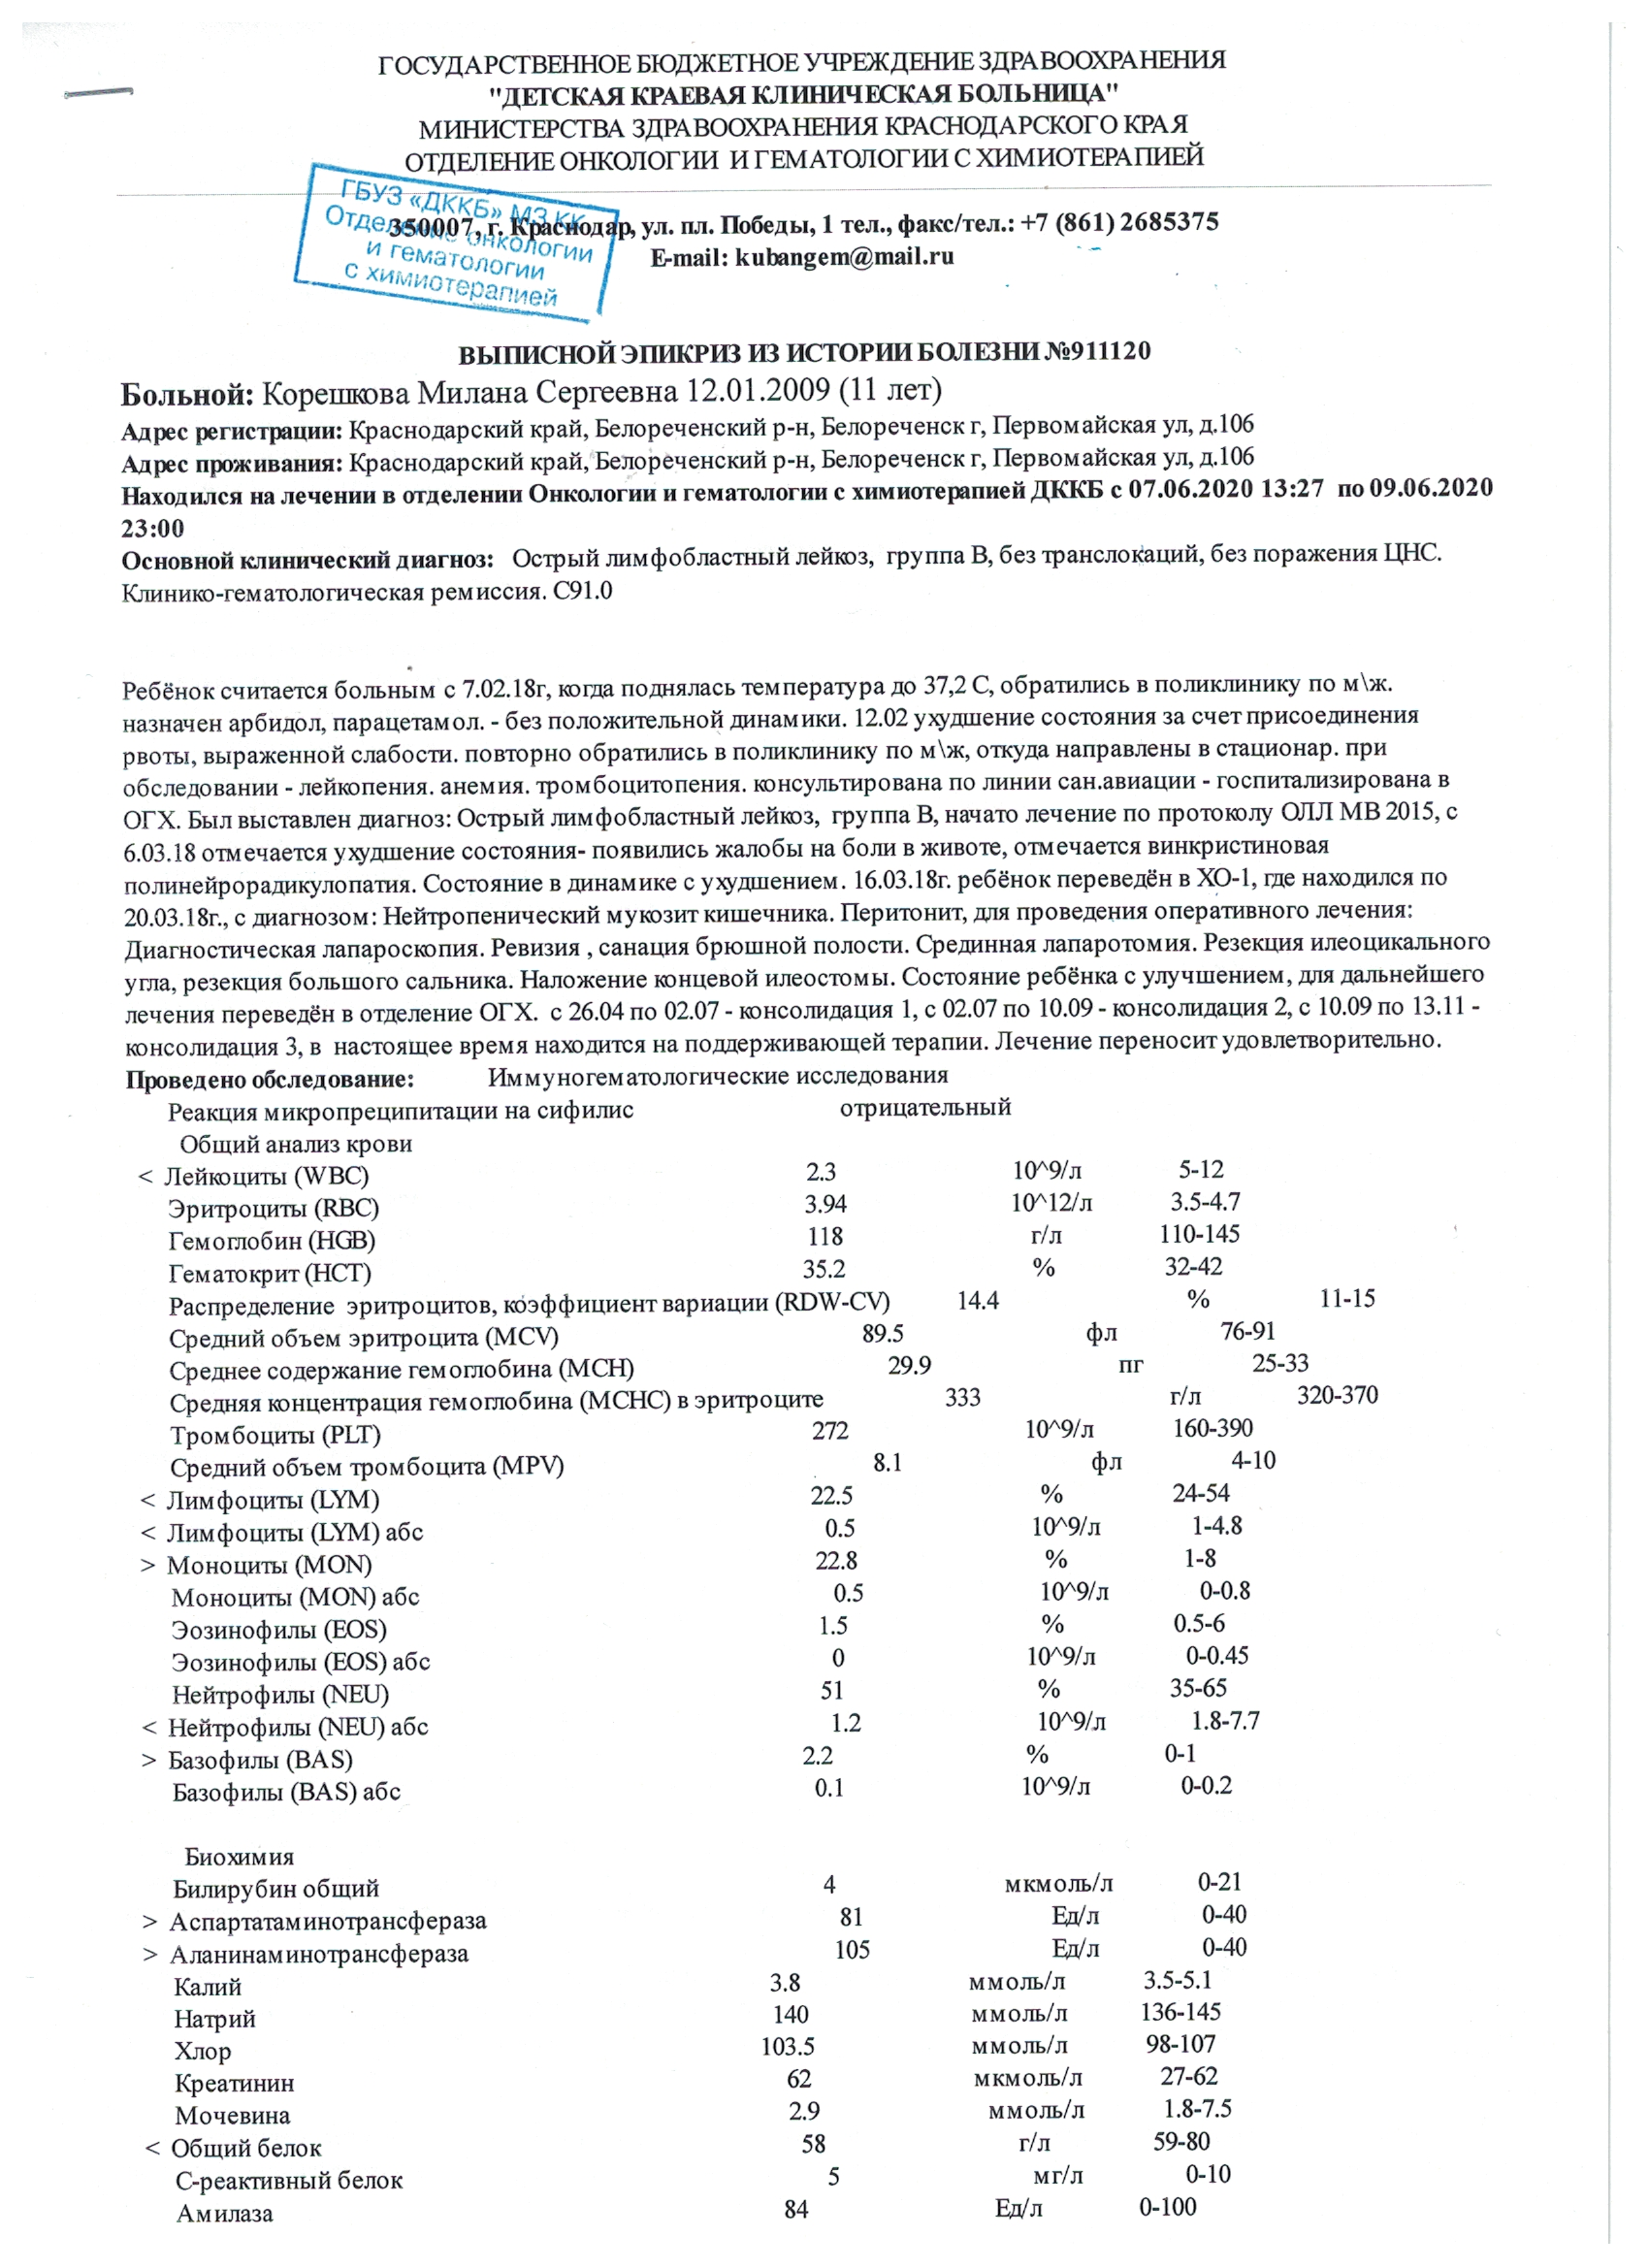 ГОСУДАРСТВЕННОЕ БЮДЖЕТНОЕ УЧРЕЖДЕНИЕ ЗДРАВООХРАНЕНИЯ
"ДЕТСКАЯ КРАЕВАЯ КЛИНИЧЕСКАЯ БОЛЬНИЦА"
МИНИСТЕРСТВА ЗДРАВООХРАНЕНИЯ КРАСНОДАРСКОГО КРАЯ
ОТДЕЛЕНИЕ ОНКОЛОГИИ И ГЕМАТОЛОГИИ С ХИМИОТЕРАПИЕЙ
ГБУЗ «ДККБ» МЗ КК
Отделение онкологии
и гематологии
с химиотерапией
350007, г. Краснодар, ул. пл. Победы, 1 тел., факс/тел.: +7 (861) 2685375
E-mail: kubangem@mail.ru
ВЫПИСНОЙ ЭПИКРИЗ ИЗ ИСТОРИИ БОЛЕЗНИ №911120
Больной: Корешкова Милана Сергеевна 12.01.2009 (11 лет)
Адрес регистрации: Краснодарский край, Белореченский р-н, Белореченск г, Первомайская ул, д.106
Адрес проживания: Краснодарский край, Белореченский р-н, Белореченск г, Первомайская ул, д.106
Находился на лечении в отделении Онкологии и гематологии с химиотерапией ДККБ с 07.06.2020 13:27 по 09.06.2020
23:00
Основной клинический диагноз: Острый лимфобластный лейкоз, группа В, без транслокаций, без поражения ЦНС.
Клинико-гематологическая ремиссия. С91.0
Ребёнок считается больным с 7.02.18г, когда поднялась температура до 37,2 С, обратились в поликлинику по м\ж.
назначен арбидол, парацетамол. - без положительной динамики. 12.02 ухудшение состояния за счет присоединения
рвоты, выраженной слабости. повторно обратились в поликлинику по м\ж, откуда направлены в стационар. при
обследовании - лейкопения. анемия. тромбоцитопения. консультирована по линии сан.авиации - госпитализирована в
ОГХ. Был выставлен диагноз: Острый лимфобластный лейкоз, группа В, начато лечение по протоколу ОЛЛ МВ 2015, с
6.03.18 отмечается ухудшение состояния- появились жалобы на боли в животе, отмечается винкристиновая
полинейрорадикулопатия. Состояние в динамике с ухудшением. 16.03.18г. ребёнок переведён в ХО-1, где находился по
20.03.18г., с диагнозом: Нейтропенический мукозит кишечника. Перитонит, для проведения оперативного лечения:
Диагностическая лапароскопия. Ревизия , санация брюшной полости. Срединная лапаротомия. Резекция илеоцикального
угла, резекция большого сальника. Наложение концевой илеостомы. Состояние ребёнка с улучшением, для дальнейшего
лечения переведён в отделение ОГХ. с 26.04 по 02.07 - консолидация 1, с 02.07 по 10.09 - консолидация 2, с 10.09 по 13.11 -
консолидация 3, в настоящее время находится на поддерживающей терапии. Лечение переносит удовлетворительно.
Проведено обследование: Иммуногематологические исследования
Реакция микропреципитации на сифилис отрицательный
Общий анализ крови
< Лейкоциты (WBC) 2.3 10^9/л 5-12
Эритроциты (RBC) 3.94 10^12/л 3.5-4.7
Гемоглобин (HGB) 118 г/л 110-145
Гематокрит (HCT) 35.2 % 32-42
Распределение эритроцитов, коэффициент вариации (RDW-CV) 14.4 % 11-15
Средний объем эритроцита (MCV) 89.5 фл 76-91
Среднее содержание гемоглобина (MCH) 29.9 пг 25-33
Средняя концентрация гемоглобина (MCHC) в эритроците 333 г/л 320-370
Тромбоциты (PLT) 272 10^9/л 160-390
Средний объем тромбоцита (MPV) 8.1 фл 4-10
< Лимфоциты (LYM) 22.5 % 24-54
< Лимфоциты (LYM) абс 0.5 10^9/л 1-4.8
> Моноциты (MON) 22.8 % 1-8
Моноциты (MON) абс 0.5 10^9/л 0-0.8
Эозинофилы (EOS) 1.5 % 0.5-6
Эозинофилы (EOS) абс 0 10^9/л 0-0.45
Нейтрофилы (NEU) 51 % 35-65
< Нейтрофилы (NEU) абс 1.2 10^9/л 1.8-7.7
> Базофилы (BAS) 2.2 % 0-1
Базофилы (BAS) абс 0.1 10^9/л 0-0.2
Биохимия
Билирубин общий 4 мкмоль/л 0-21
> Аспартатаминотрансфераза 81 Ед/л 0-40
> Аланинаминотрансфераза 105 Ед/л 0-40
Калий 3.8 ммоль/л 3.5-5.1
Натрий 140 ммоль/л 136-145
Хлор 103.5 ммоль/л 98-107
Креатинин 62 мкмоль/л 27-62
Мочевина 2.9 ммоль/л 1.8-7.5
< Общий белок 58 г/л 59-80
С-реактивный белок 5 мг/л 0-10
Амилаза 84 Ед/л 0-100